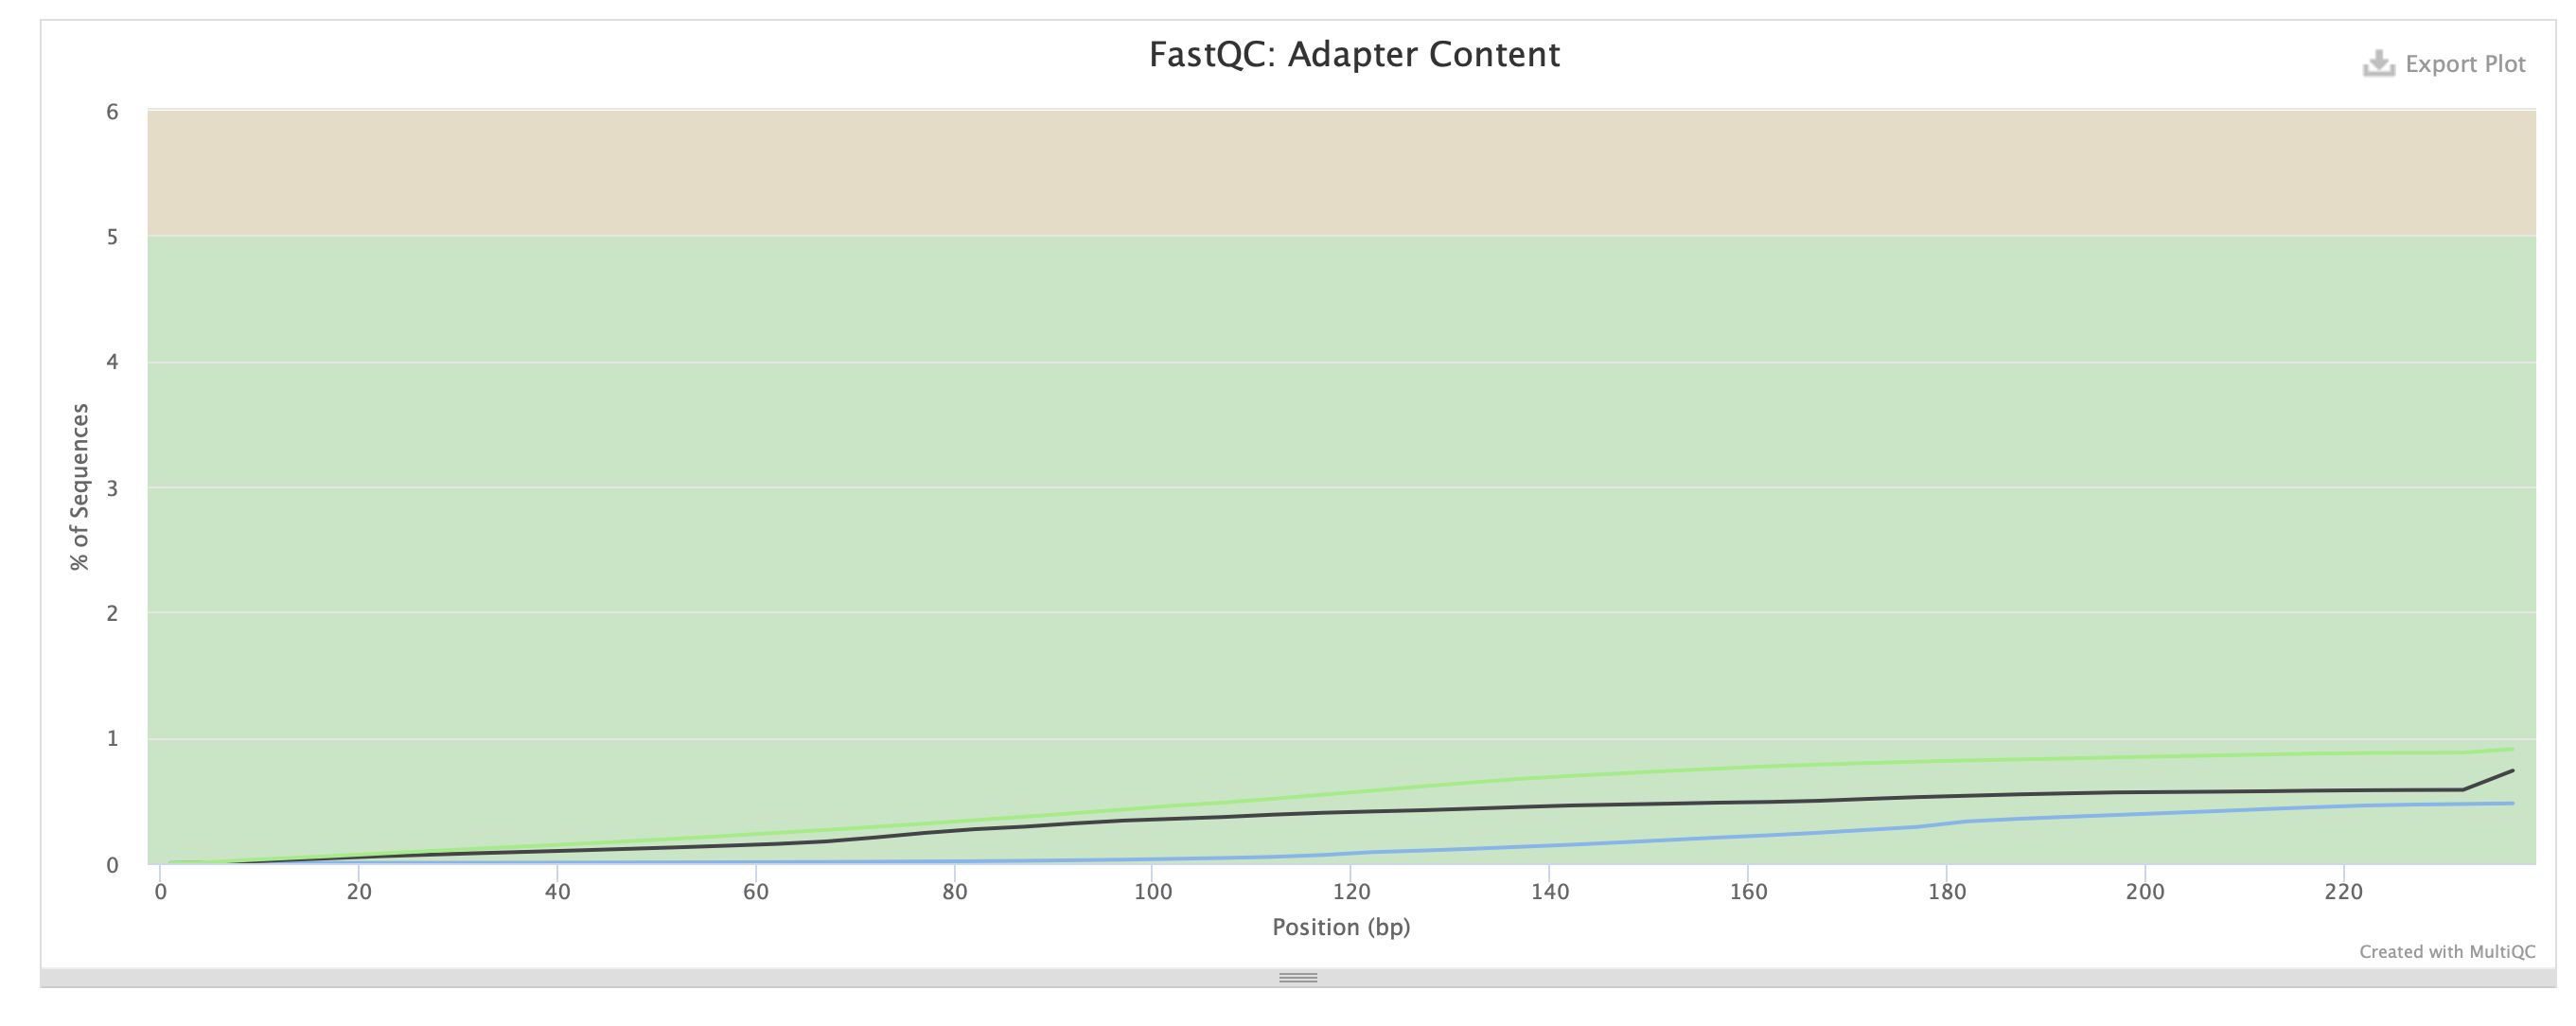 FastQC: Adapter Content
Export Plot
6
5
4
3
2
1
0
% of Sequences
0 20 40 60 80 100 120 140 160 180 200 220
Position (bp)
Created with MultiQC